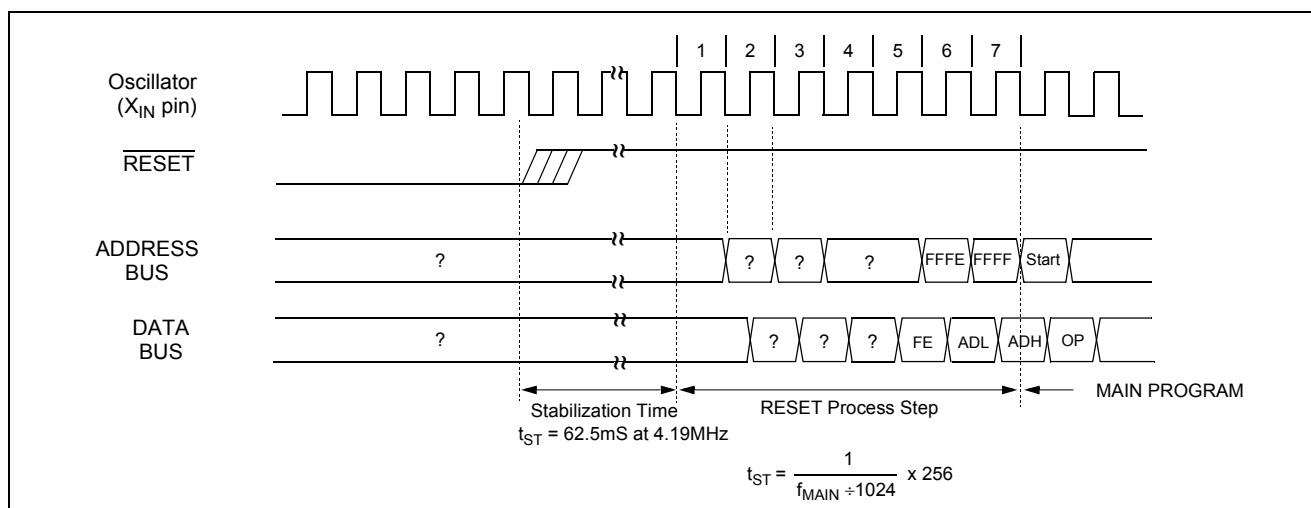 1 2 3 4 5 6 7
Oscillator
(XIN pin)
RESET
ADDRESS
BUS
? ? ? ? FFFE FFFF Start
DATA
BUS
? ? ? ? FE ADL ADH OP
Stabilization Time
tST = 62.5mS at 4.19MHz
RESET Process Step
MAIN PROGRAM
tST = 1 / fMAIN ÷1024 x 256